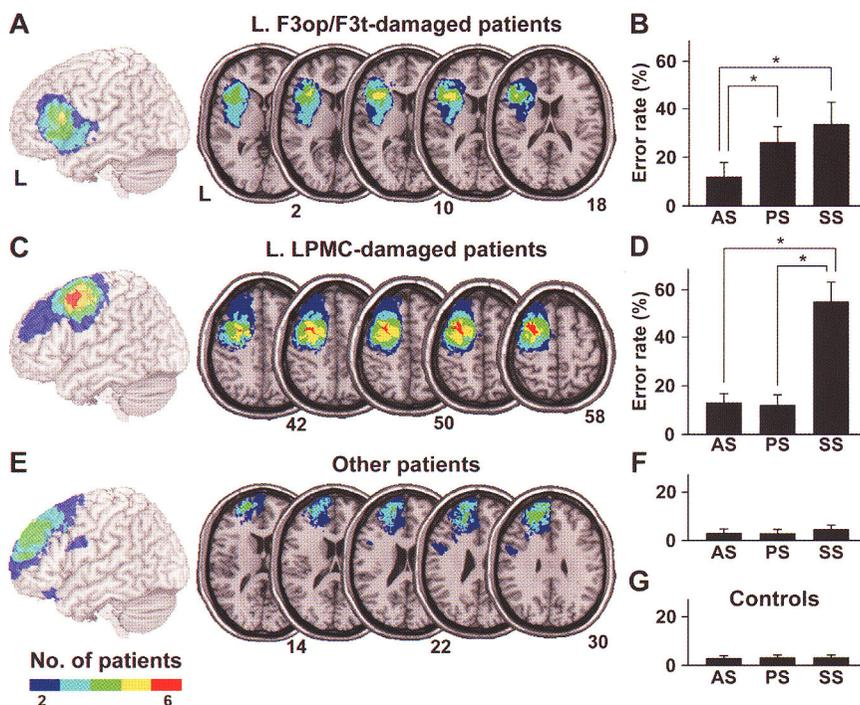 A
L. F3op/F3t-damaged patients
L
L
2
10
18
B
Error rate (%)
60
40
20
0
*
*
AS PS SS
C
L. LPMC-damaged patients
42
50
58
D
Error rate (%)
60
40
20
0
*
*
AS PS SS
E
Other patients
14
22
30
No. of patients
2
6
F
20
0
AS PS SS
G
Controls
20
0
AS PS SS